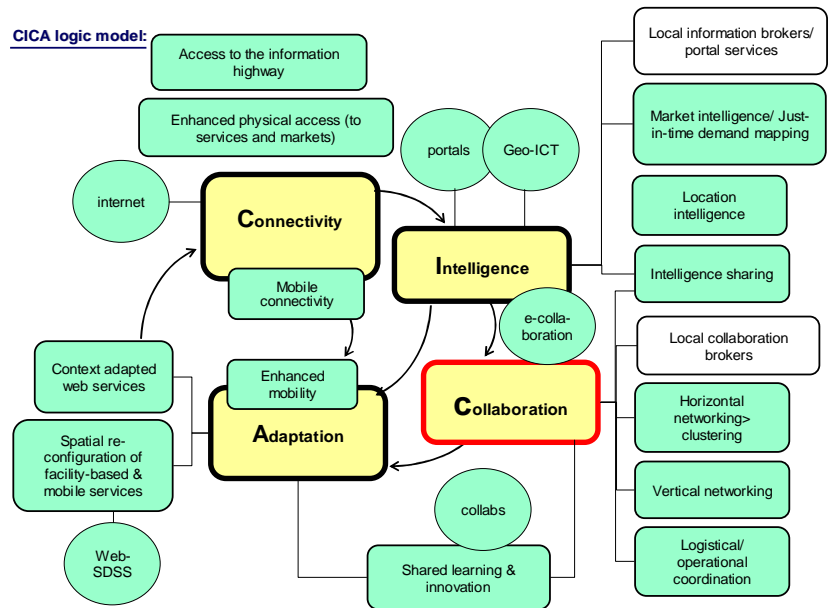 CICA logic model:
Access to the information
highway
Enhanced physical access (to
services and markets)
internet
portals
Geo-ICT
Local information brokers/
portal services
Market intelligence/ Just-
in-time demand mapping
Location
intelligence
Intelligence sharing
Connectivity
Intelligence
Mobile
connectivity
e-colla-
boration
Local collaboration
brokers
Context adapted
web services
Enhanced
mobility
Collaboration
Horizontal
networking>
clustering
Adaptation
Spatial re-
configuration of
facility-based &
mobile services
Vertical networking
collabs
Web-
SDSS
Shared learning &
innovation
Logistical/
operational
coordination